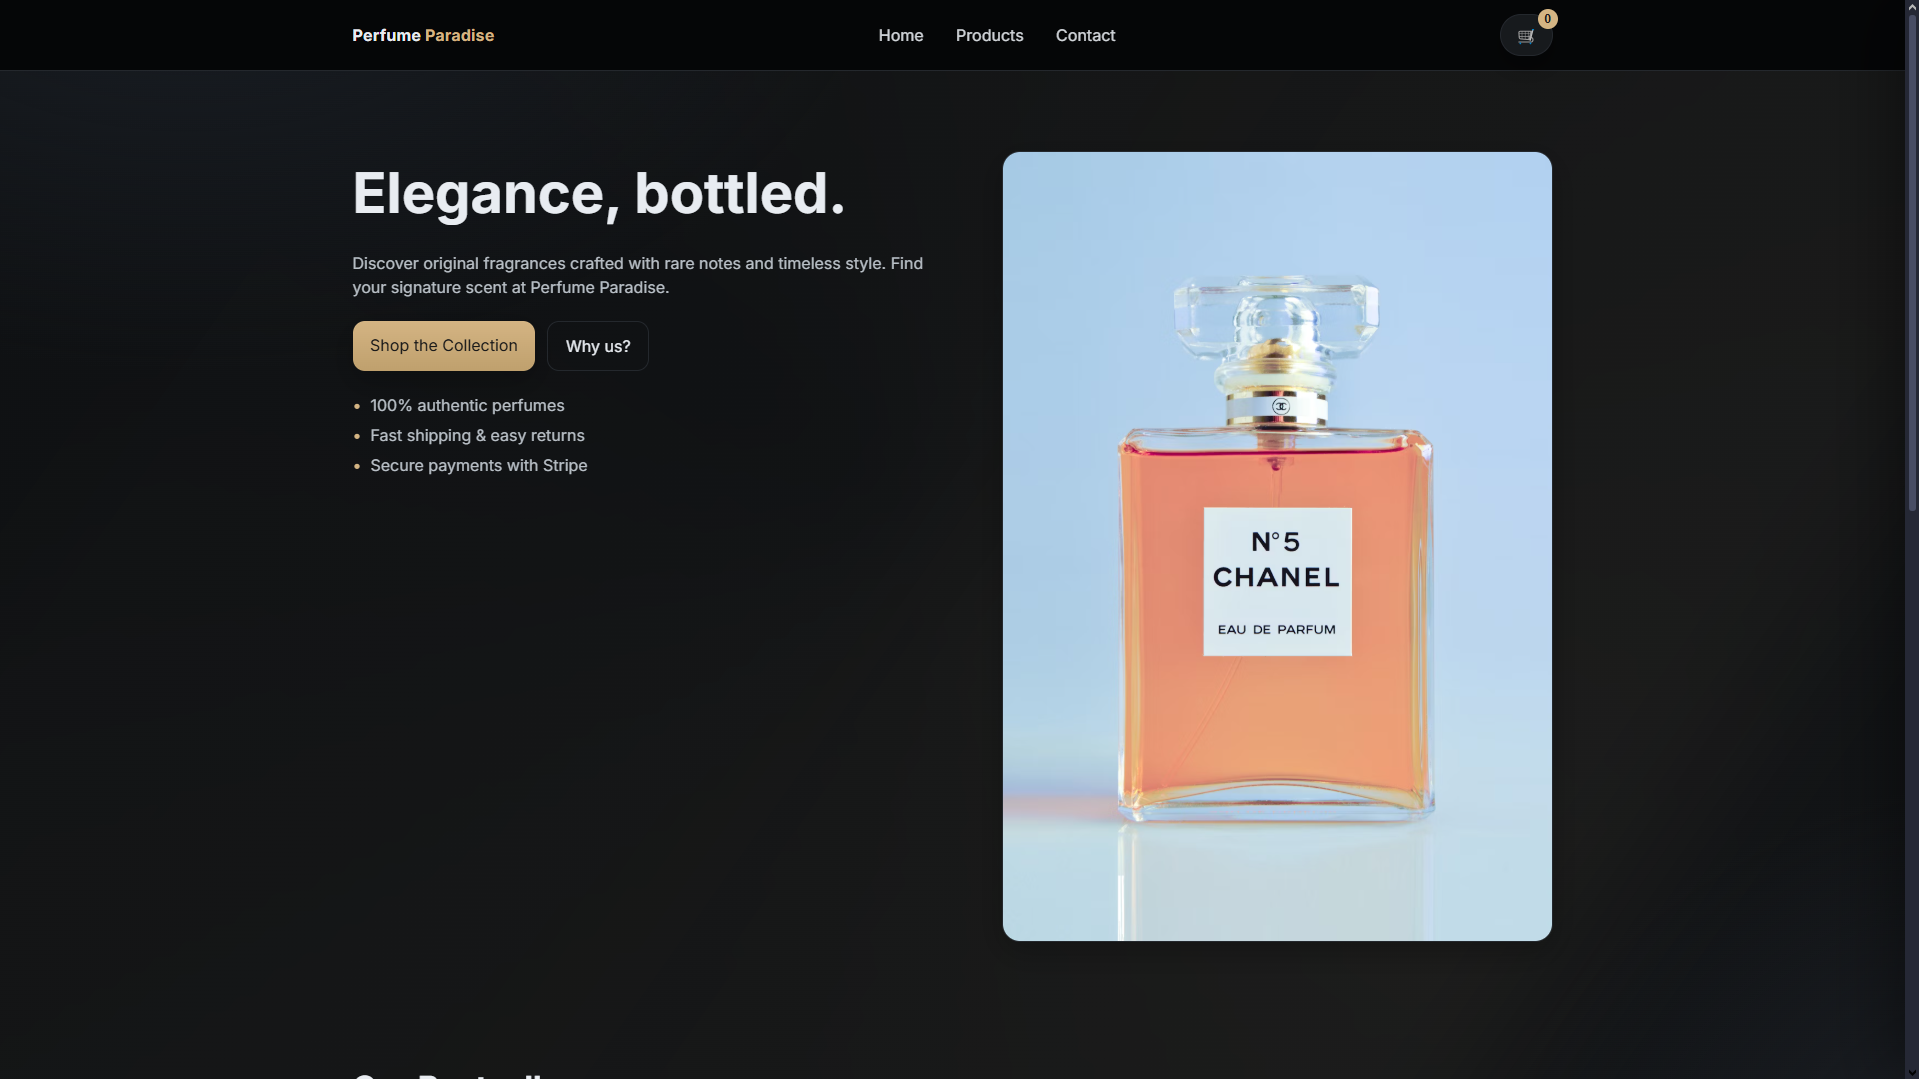 Perfume Paradise
Home
Products
Contact
0
Elegance, bottled.
Discover original fragrances crafted with rare notes and timeless style. Find
your signature scent at Perfume Paradise.
Shop the Collection
Why us?
• 100% authentic perfumes
• Fast shipping & easy returns
• Secure payments with Stripe
N°5
CHANEL
EAU DE PARFUM